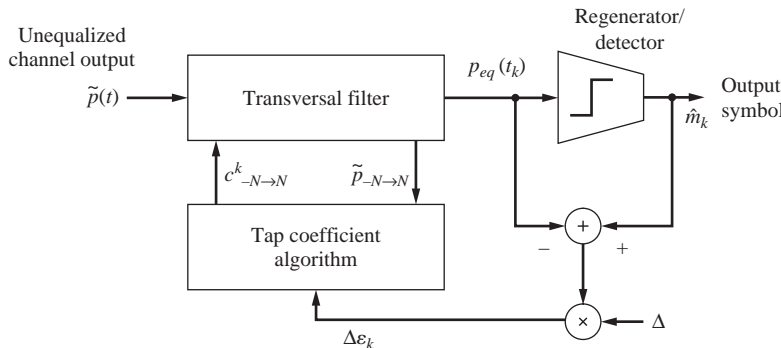 Unequalized
channel output
p̃(t)
Transversal filter
p_eq(t_k)
Regenerator/
detector
Output
symbol
m̂_k
c^k_{−N→N}
p̃_{−N→N}
Tap coefficient
algorithm
+
−
+
×
Δ
Δε_k